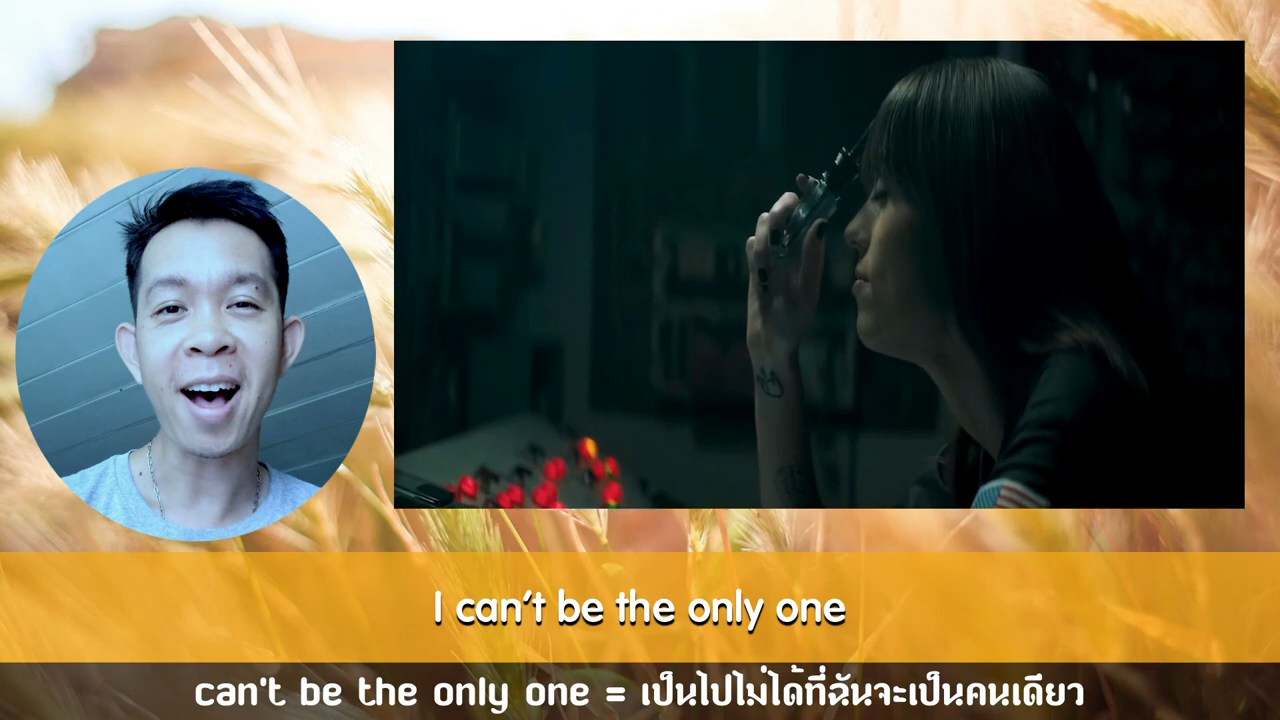 I can't be the only one
can't be the only one = เป็นไปไม่ได้ที่ฉันจะเป็นคนเดียว